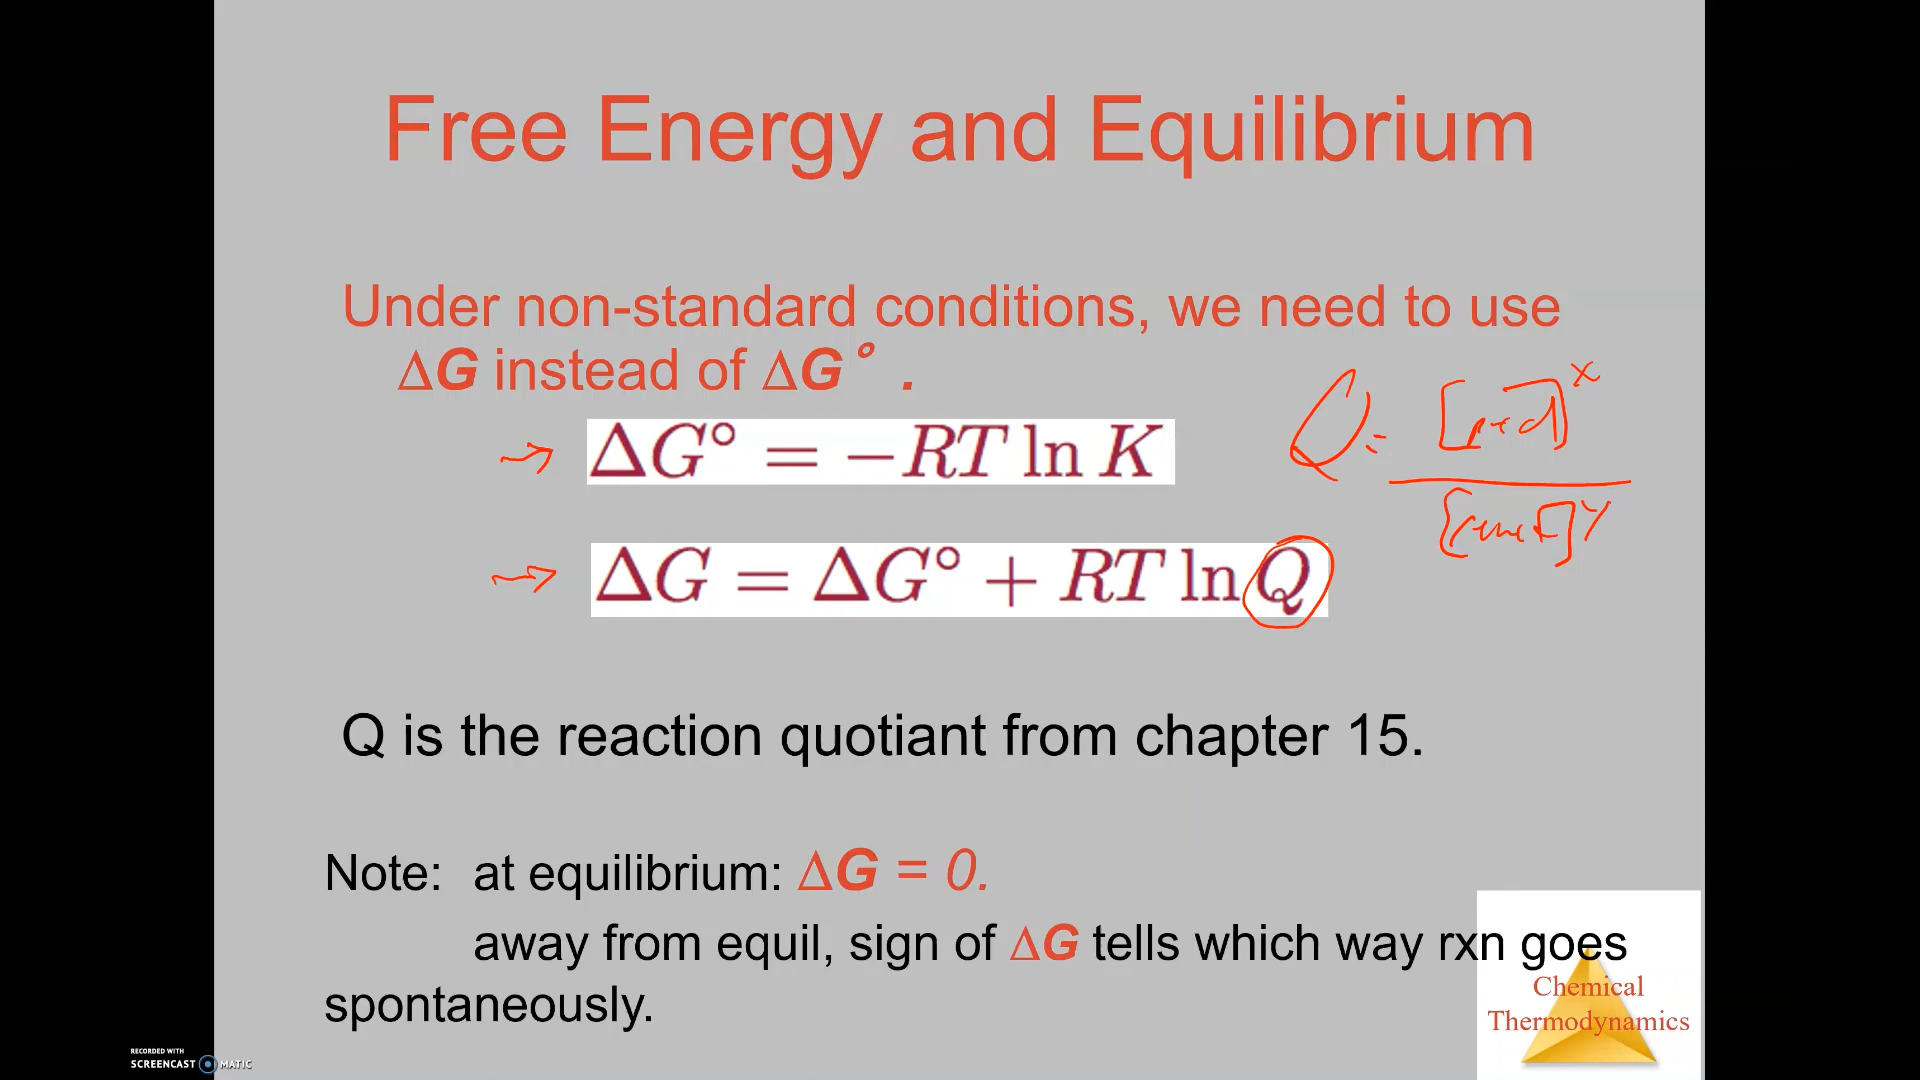 Free Energy and Equilibrium
Under non-standard conditions, we need to use
ΔG instead of ΔG° .
→ ΔG° = −RT ln K
→ ΔG = ΔG° + RT ln Q
Q = [prod]ˣ
[react]ʸ
Q is the reaction quotiant from chapter 15.
Note: at equilibrium: ΔG = 0.
away from equil, sign of ΔG tells which way rxn goes
spontaneously.
Chemical
Thermodynamics
RECORDED WITH
SCREENCAST MATIC